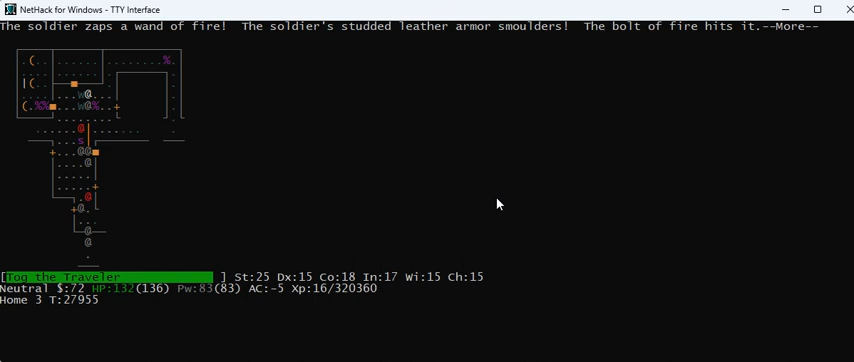 NetHack for Windows - TTY Interface
The soldier zaps a wand of fire!  The soldier's studded leather armor smoulders!  The bolt of fire hits it.--More--
[Tog the Traveler ] St:25 Dx:15 Co:18 In:17 Wi:15 Ch:15
Neutral $:72 HP:132(136) Pw:83(83) AC:-5 Xp:16/320360
Home 3 T:27955